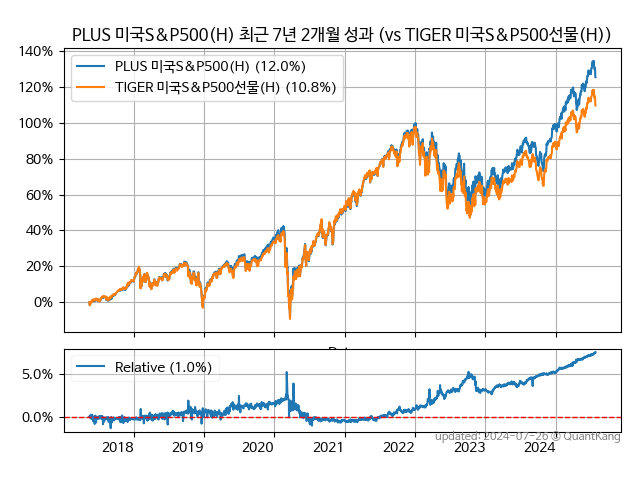 PLUS 미국S&P500(H) 최근 7년 2개월 성과 (vs TIGER 미국S&P500선물(H))
140%
120%
100%
80%
60%
40%
20%
0%
PLUS 미국S&P500(H) (12.0%)
TIGER 미국S&P500선물(H) (10.8%)
5.0%
0.0%
Relative (1.0%)
2018 2019 2020 2021 2022 2023 2024
updated: 2024-07-26 © QuantKang